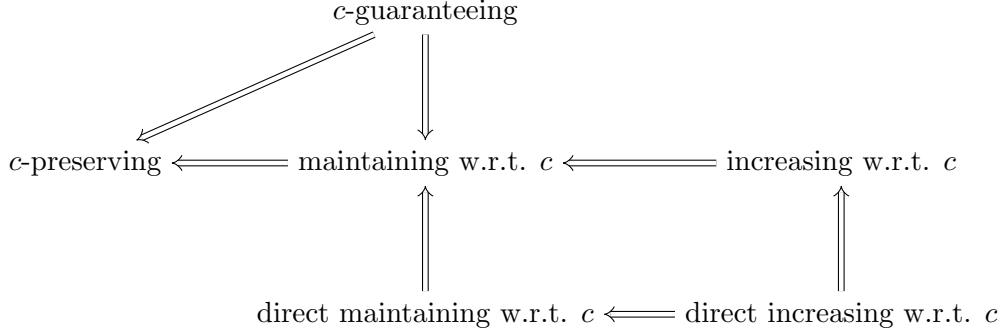 c-guaranteeing
c-preserving
maintaining w.r.t. c
increasing w.r.t. c
direct maintaining w.r.t. c
direct increasing w.r.t. c